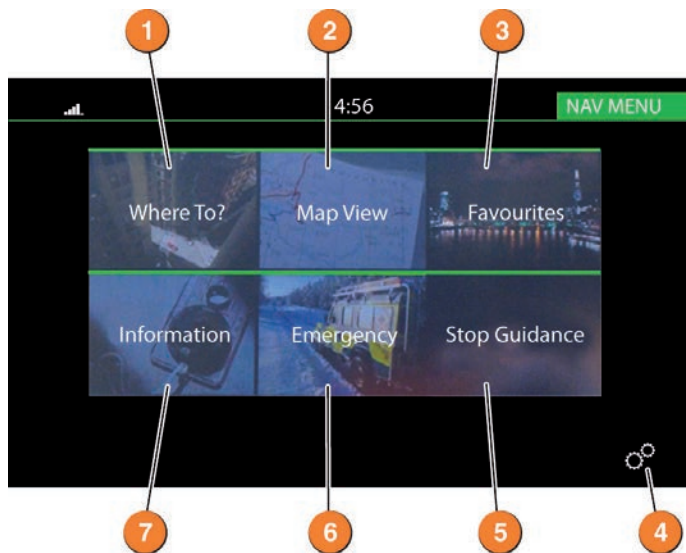 1 2 3
4:56 NAV MENU
Where To? Map View Favourites
Information Emergency Stop Guidance
7 6 5 4